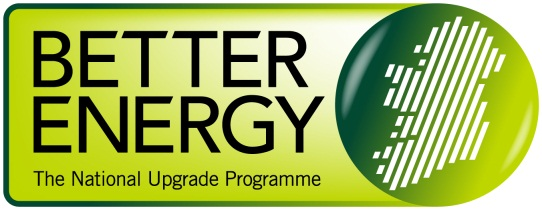 BETTER
ENERGY
The National Upgrade Programme